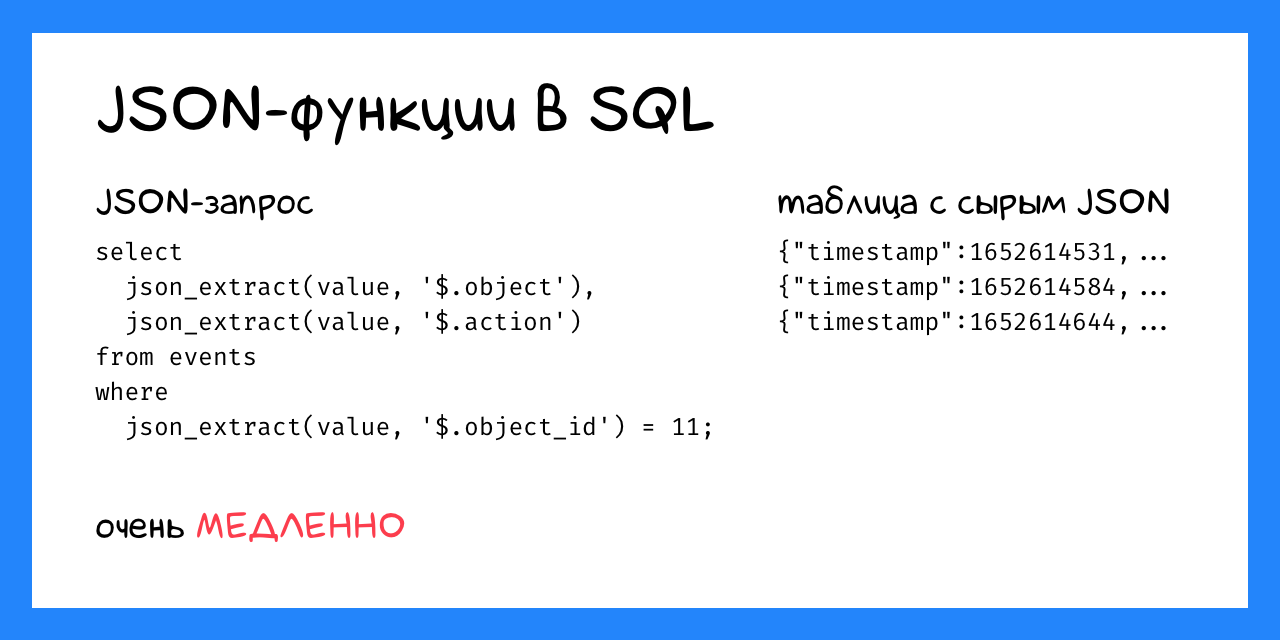 JSON-функции в SQL
JSON-запрос
select
  json_extract(value, '$.object'),
  json_extract(value, '$.action')
from events
where
  json_extract(value, '$.object_id') = 11;
таблица с сырым JSON
{"timestamp":1652614531, ...
{"timestamp":1652614584, ...
{"timestamp":1652614644, ...
очень МЕДЛЕННО